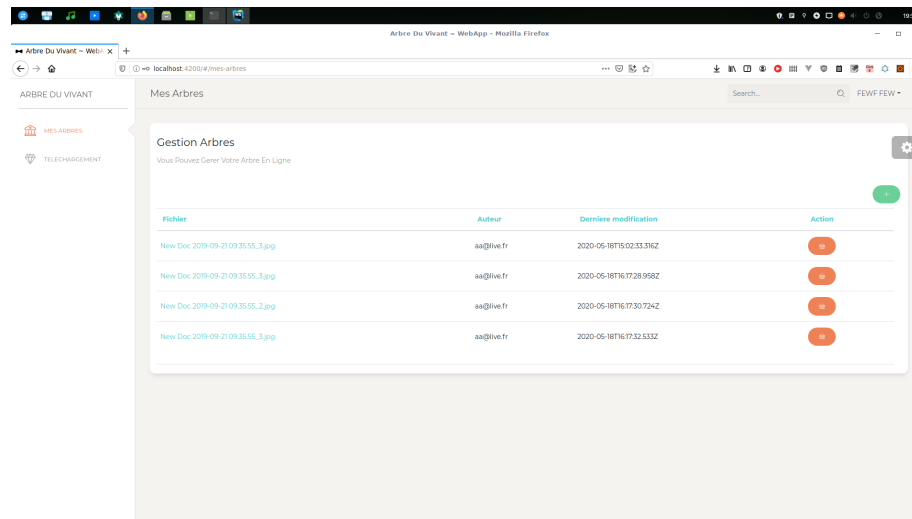 19:
Arbre Du Vivant ~ WebApp - Mozilla Firefox
Arbre Du Vivant ~ WebA
localhost:4200/#/mes-arbres
ARBRE DU VIVANT
Mes Arbres
Search...
FEWF FEW
MES ARBRES
TELECHARGEMENT
Gestion Arbres
Vous Pouvez Gerer Votre Arbre En Ligne
Fichier Auteur Derniere modification Action
New Doc 2019-09-21 09.35.55_3.jpg aa@live.fr 2020-05-18T15:02:33.316Z
New Doc 2019-09-21 09.35.55_3.jpg aa@live.fr 2020-05-18T16:17:28.958Z
New Doc 2019-09-21 09.35.55_2.jpg aa@live.fr 2020-05-18T16:17:30.724Z
New Doc 2019-09-21 09.35.55_3.jpg aa@live.fr 2020-05-18T16:17:32.533Z